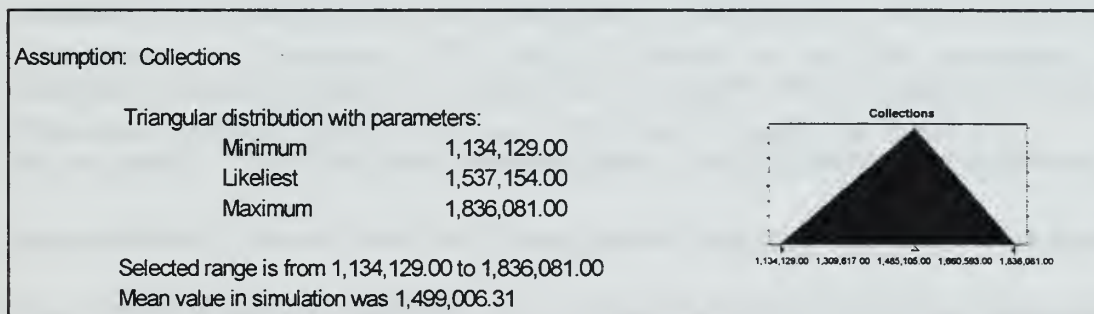 Assumption: Collections
Triangular distribution with parameters:
Minimum 1,134,129.00
Likeliest 1,537,154.00
Maximum 1,836,081.00
Selected range is from 1,134,129.00 to 1,836,081.00
Mean value in simulation was 1,499,006.31
Collections
1,134,129.00 1,309,617.00 1,485,105.00 1,660,593.00 1,836,081.00